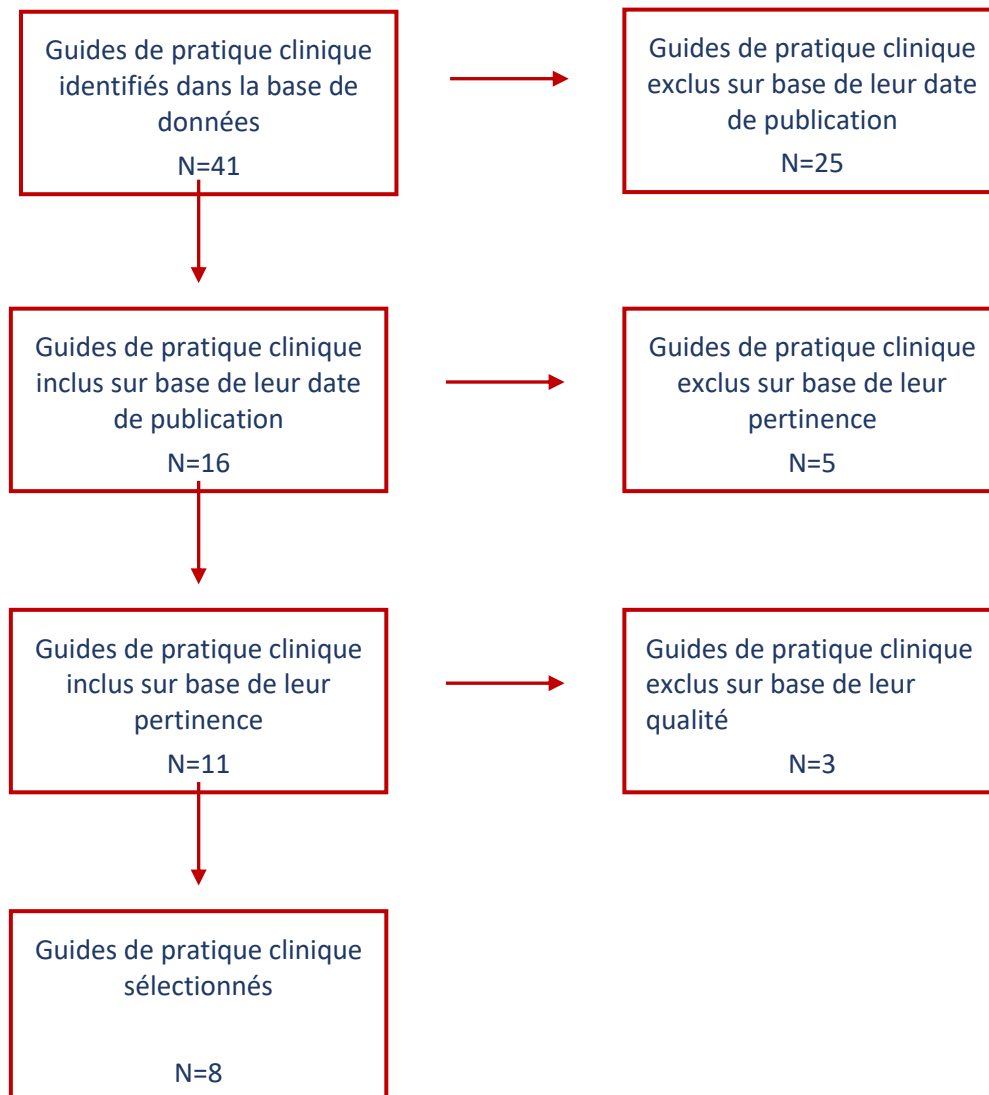 Guides de pratique clinique
identifiés dans la base de
données
N=41
Guides de pratique clinique
exclus sur base de leur date
de publication
N=25
Guides de pratique clinique
inclus sur base de leur date
de publication
N=16
Guides de pratique clinique
exclus sur base de leur
pertinence
N=5
Guides de pratique clinique
inclus sur base de leur
pertinence
N=11
Guides de pratique clinique
exclus sur base de leur
qualité
N=3
Guides de pratique clinique
sélectionnés
N=8